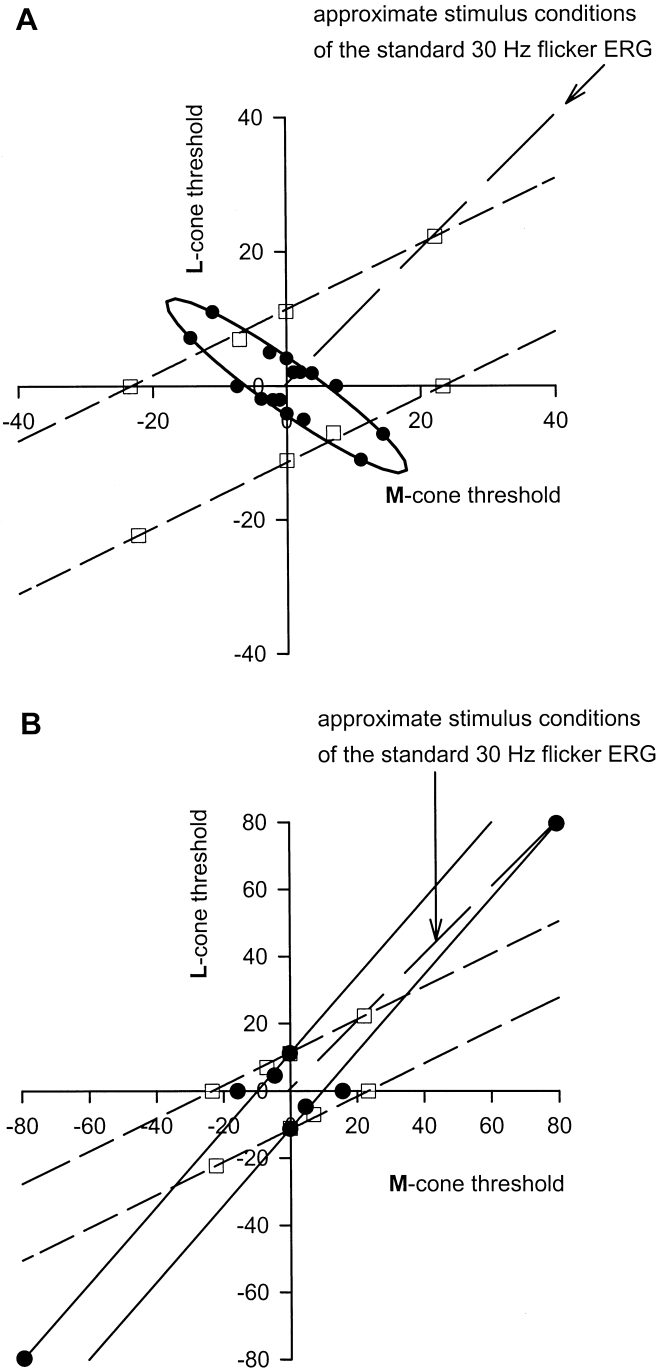 A
approximate stimulus conditions
of the standard 30 Hz flicker ERG
L-cone threshold
40
20
0
-40 -20 0 20 40
M-cone threshold
-20
-40
B
approximate stimulus conditions
of the standard 30 Hz flicker ERG
L-cone threshold
80
60
40
20
0
-80 -60 -40 -20 0 20 40 60 80
-20
M-cone threshold
-40
-60
-80